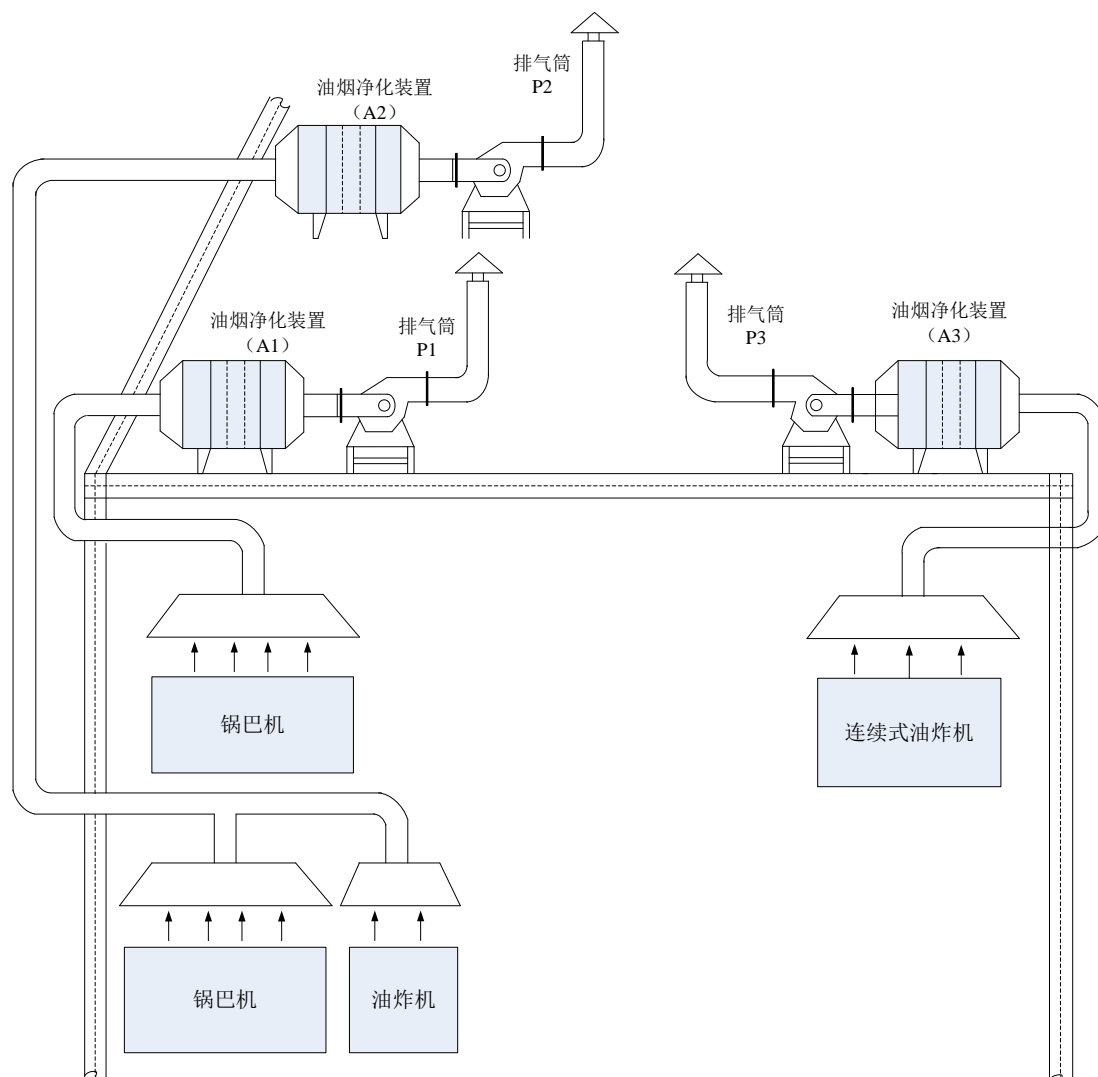 排气筒
P2
油烟净化装置
（A2）
油烟净化装置
（A1）
排气筒
P1
排气筒
P3
油烟净化装置
（A3）
锅巴机
连续式油炸机
锅巴机
油炸机